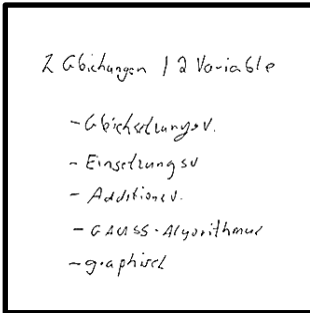 2 Gleichungen / 2 Variable
- Gleichsetzungsv.
- Einsetzungsv
- Additionsv.
- GAUSS-Algorithmus
- graphisch